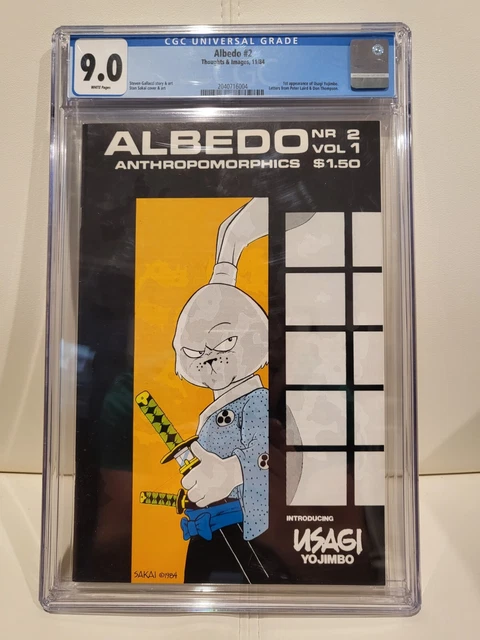 CGC UNIVERSAL GRADE
9.0
WHITE Pages
Albedo #2
Thoughts & Images, 11/84
Steven Gallacci story & art
Stan Sakai cover & art
2040716004
1st appearance of Usagi Yojimbo.
Letters from Peter Laird & Don Thompson.
ALBEDO NR 2
VOL 1
ANTHROPOMORPHICS $1.50
INTRODUCING
USAGI
YOJIMBO
SAKAI ©1984